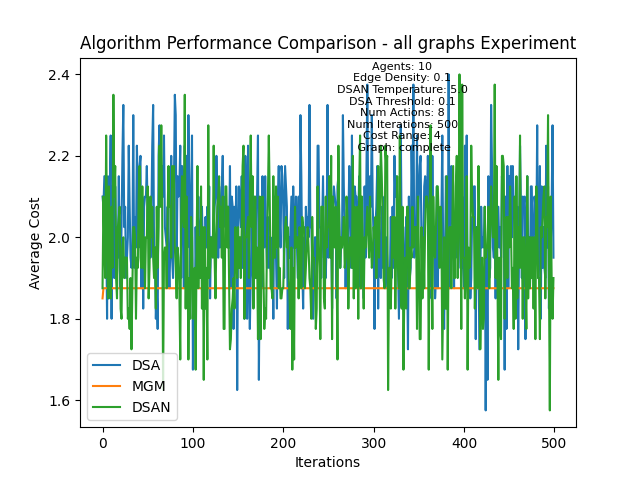 Algorithm Performance Comparison - all graphs Experiment
Agents: 10
Edge Density: 0.1
DSAN Temperature: 5.0
DSA Threshold: 0.1
Num Actions: 8
Num Iterations: 500
Cost Range: 4
Graph: complete
Average Cost
2.4
2.2
2.0
1.8
1.6
DSA
MGM
DSAN
0
100
200
300
400
500
Iterations